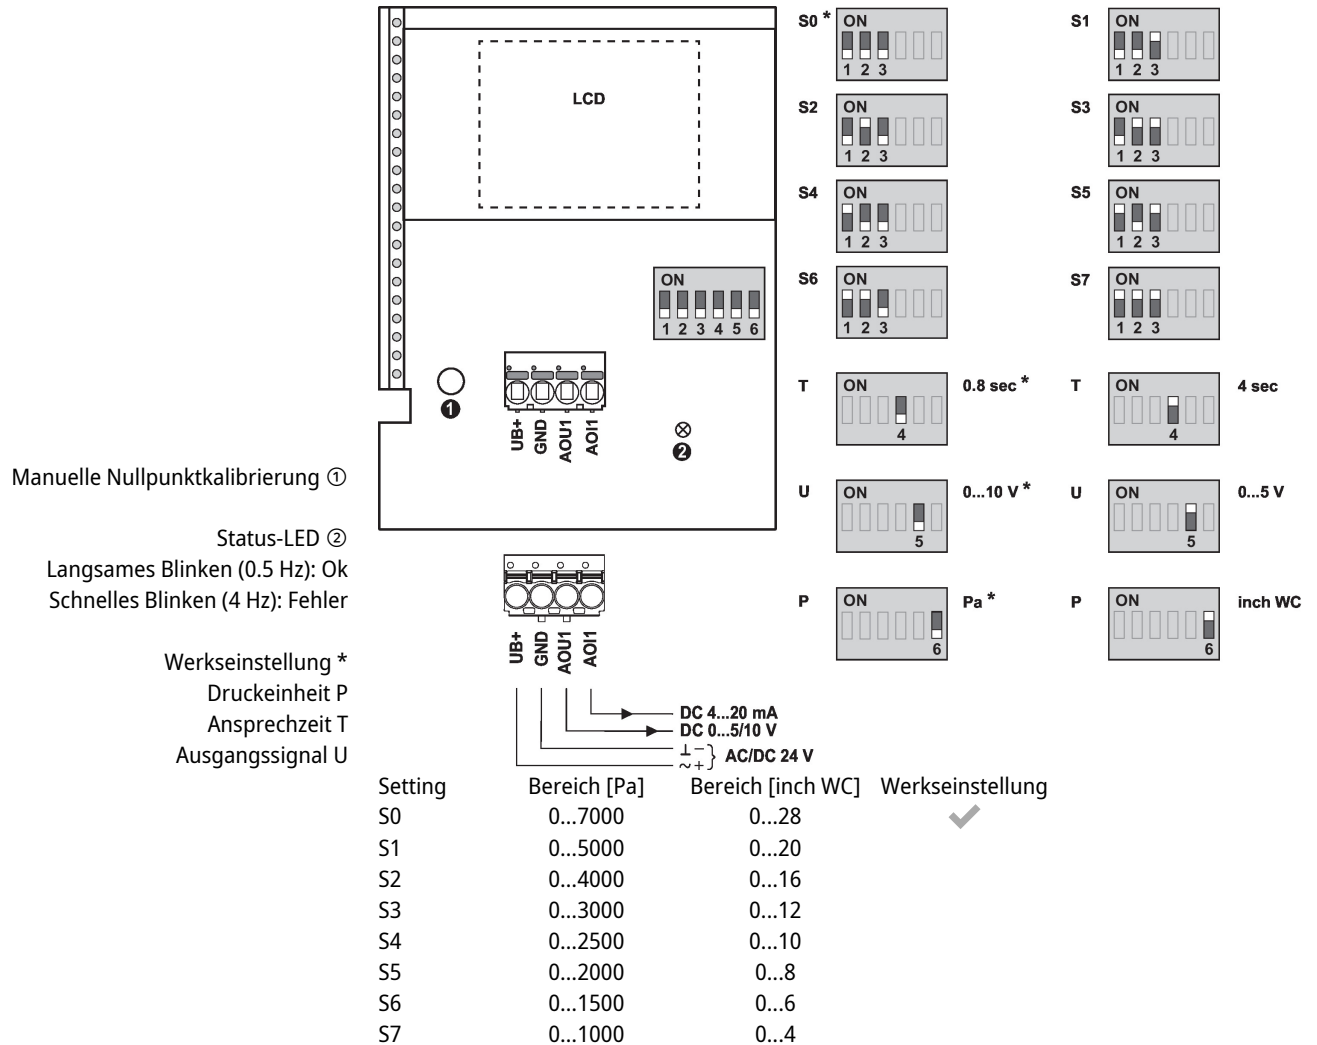 LCD
ON
1 2 3 4 5 6
❶
UB+
GND
AOU1
AOI1
❷
Manuelle Nullpunktkalibrierung ①
Status-LED ②
Langsames Blinken (0.5 Hz): Ok
Schnelles Blinken (4 Hz): Fehler
Werkseinstellung *
Druckeinheit P
Ansprechzeit T
Ausgangssignal U
UB+
GND
AOU1
AOI1
DC 4...20 mA
DC 0...5/10 V
⊥ −
~ + } AC/DC 24 V
S0 *
ON
1 2 3
S1
ON
1 2 3
S2
ON
1 2 3
S3
ON
1 2 3
S4
ON
1 2 3
S5
ON
1 2 3
S6
ON
1 2 3
S7
ON
1 2 3
T ON 0.8 sec *
4
T ON 4 sec
4
U ON 0...10 V *
5
U ON 0...5 V
5
P ON Pa *
6
P ON inch WC
6
Setting Bereich [Pa] Bereich [inch WC] Werkseinstellung
S0 0...7000 0...28 ✔
S1 0...5000 0...20
S2 0...4000 0...16
S3 0...3000 0...12
S4 0...2500 0...10
S5 0...2000 0...8
S6 0...1500 0...6
S7 0...1000 0...4